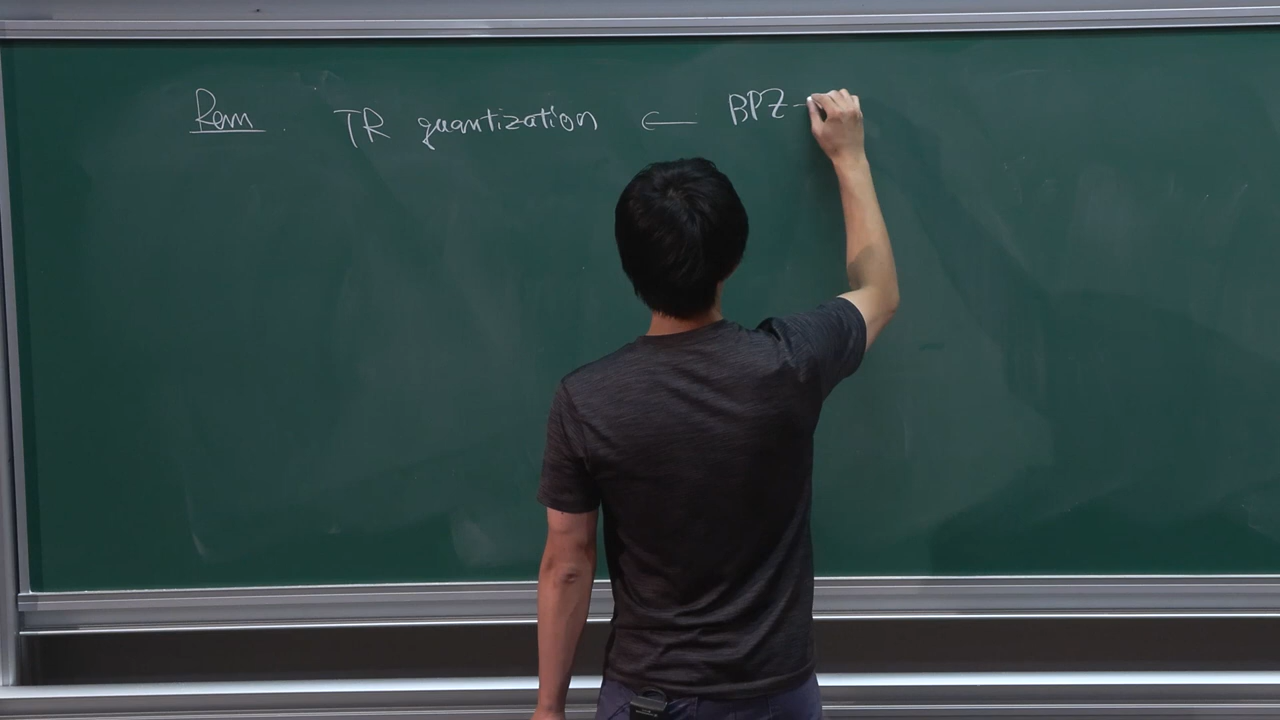 Rem. TR quantization ← BPZ-